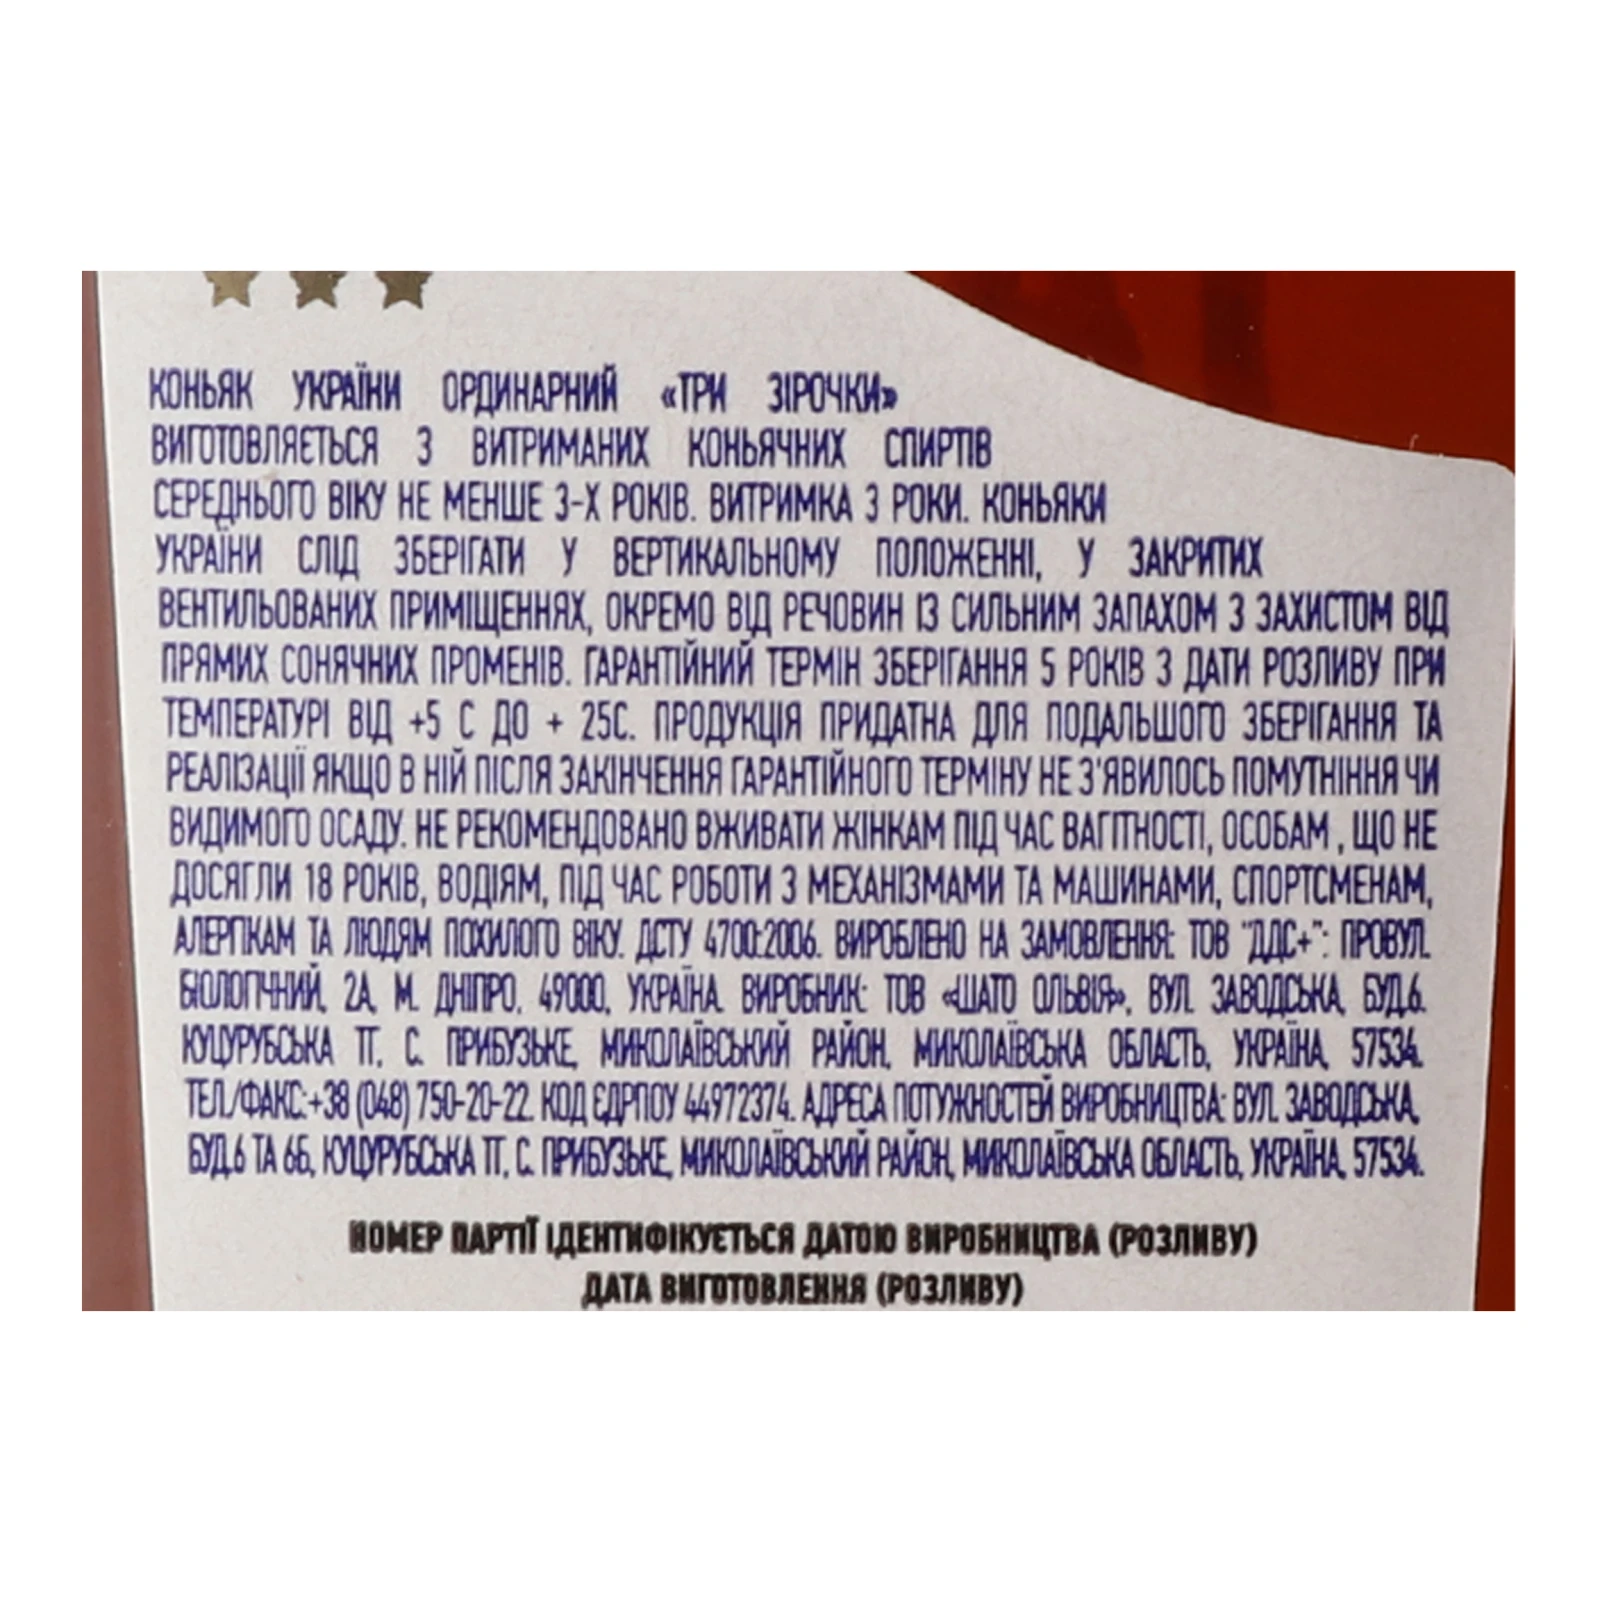 КОНЬЯК УКРАЇНИ ОРДИНАРНИЙ «ТРИ ЗІРОЧКИ»
ВИГОТОВЛЯЄТЬСЯ З ВИТРИМАНИХ КОНЬЯЧНИХ СПИРТІВ
СЕРЕДНЬОГО ВІКУ НЕ МЕНШЕ 3-Х РОКІВ. ВИТРИМКА 3 РОКИ. КОНЬЯКИ
УКРАЇНИ СЛІД ЗБЕРІГАТИ У ВЕРТИКАЛЬНОМУ ПОЛОЖЕННІ, У ЗАКРИТИХ
ВЕНТИЛЬОВАНИХ ПРИМІЩЕННЯХ, ОКРЕМО ВІД РЕЧОВИН ІЗ СИЛЬНИМ ЗАПАХОМ З ЗАХИСТОМ ВІД
ПРЯМИХ СОНЯЧНИХ ПРОМЕНІВ. ГАРАНТІЙНИЙ ТЕРМІН ЗБЕРІГАННЯ 5 РОКІВ З ДАТИ РОЗЛИВУ ПРИ
ТЕМПЕРАТУРІ ВІД +5 С ДО + 25С. ПРОДУКЦІЯ ПРИДАТНА ДЛЯ ПОДАЛЬШОГО ЗБЕРІГАННЯ ТА
РЕАЛІЗАЦІЇ ЯКЩО В НІЙ ПІСЛЯ ЗАКІНЧЕННЯ ГАРАНТІЙНОГО ТЕРМІНУ НЕ З'ЯВИЛОСЬ ПОМУТНІННЯ ЧИ
ВИДИМОГО ОСАДУ. НЕ РЕКОМЕНДОВАНО ВЖИВАТИ ЖІНКАМ ПІД ЧАС ВАГІТНОСТІ, ОСОБАМ , ЩО НЕ
ДОСЯГЛИ 18 РОКІВ, ВОДІЯМ, ПІД ЧАС РОБОТИ З МЕХАНІЗМАМИ ТА МАШИНАМИ, СПОРТСМЕНАМ,
АЛЕРГІКАМ ТА ЛЮДЯМ ПОХИЛОГО ВІКУ. ДСТУ 4700:2006. ВИРОБЛЕНО НА ЗАМОВЛЕННЯ: ТОВ "ДДС+": ПРОВУЛ.
БІОЛОГІЧНИЙ, 2А, М. ДНІПРО, 49000, УКРАЇНА. ВИРОБНИК: ТОВ «ШАТО ОЛЬВІЯ», ВУЛ. ЗАВОДСЬКА, БУД.6.
КУЦУРУБСЬКА ТГ, С. ПРИБУЗЬКЕ, МИКОЛАЇВСЬКИЙ РАЙОН, МИКОЛАЇВСЬКА ОБЛАСТЬ, УКРАЇНА, 57534.
ТЕЛ./ФАКС:+38 (048) 750-20-22. КОД ЄДРПОУ 44972374. АДРЕСА ПОТУЖНОСТЕЙ ВИРОБНИЦТВА: ВУЛ. ЗАВОДСЬКА,
БУД.6 ТА 6Б, КУЦУРУБСЬКА ТГ, С. ПРИБУЗЬКЕ, МИКОЛАЇВСЬКИЙ РАЙОН, МИКОЛАЇВСЬКА ОБЛАСТЬ, УКРАЇНА, 57534.
НОМЕР ПАРТІЇ ІДЕНТИФІКУЄТЬСЯ ДАТОЮ ВИРОБНИЦТВА (РОЗЛИВУ)
ДАТА ВИГОТОВЛЕННЯ (РОЗЛИВУ)